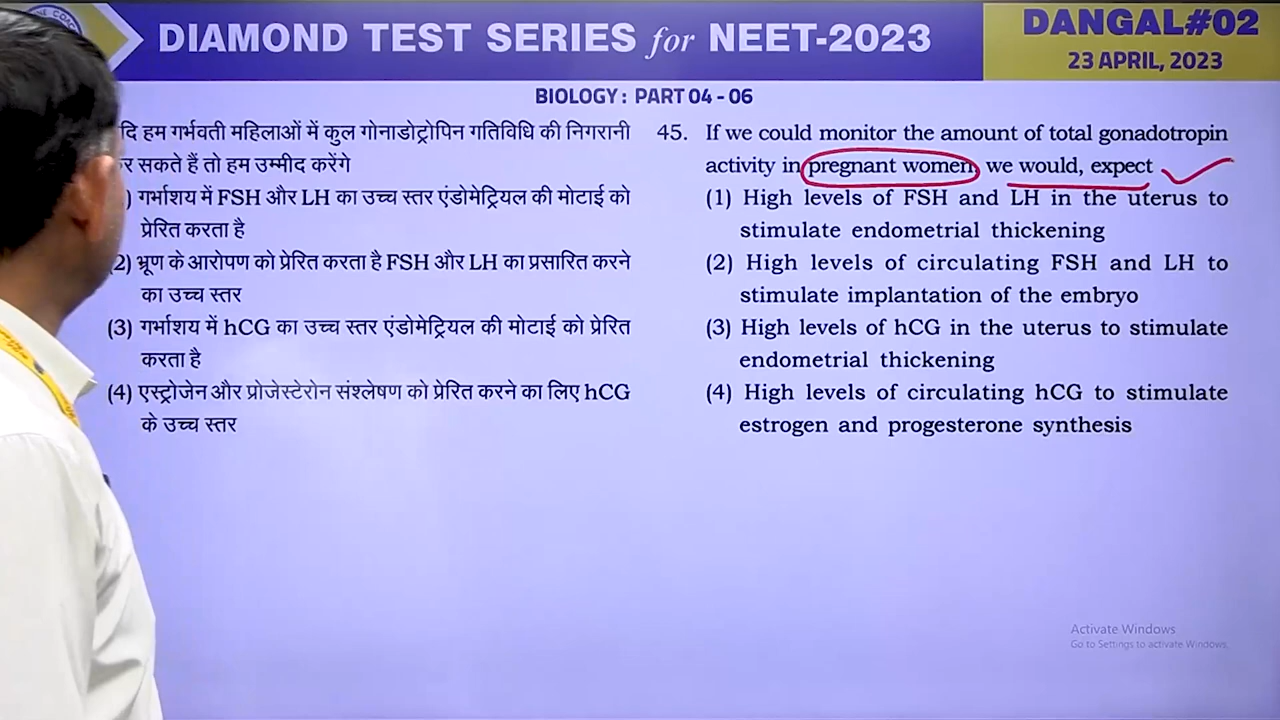 DIAMOND TEST SERIES for NEET-2023
DANGAL#02
23 APRIL, 2023
BIOLOGY : PART 04 - 06
हम गर्भवती महिलाओं में कुल गोनाडोट्रोपिन गतिविधि की निगरानी
सकते हैं तो हम उम्मीद करेंगे
गर्भाशय में FSH और LH का उच्च स्तर एंडोमेट्रियल की मोटाई को
प्रेरित करता है
(2) भ्रूण के आरोपण को प्रेरित करता है FSH और LH का प्रसारित करने
का उच्च स्तर
(3) गर्भाशय में hCG का उच्च स्तर एंडोमेट्रियल की मोटाई को प्रेरित
करता है
(4) एस्ट्रोजेन और प्रोजेस्टेरोन संश्लेषण को प्रेरित करने का लिए hCG
के उच्च स्तर
45. If we could monitor the amount of total gonadotropin
activity in pregnant women, we would, expect
(1) High levels of FSH and LH in the uterus to
stimulate endometrial thickening
(2) High levels of circulating FSH and LH to
stimulate implantation of the embryo
(3) High levels of hCG in the uterus to stimulate
endometrial thickening
(4) High levels of circulating hCG to stimulate
estrogen and progesterone synthesis
Activate Windows
Go to Settings to activate Windows.